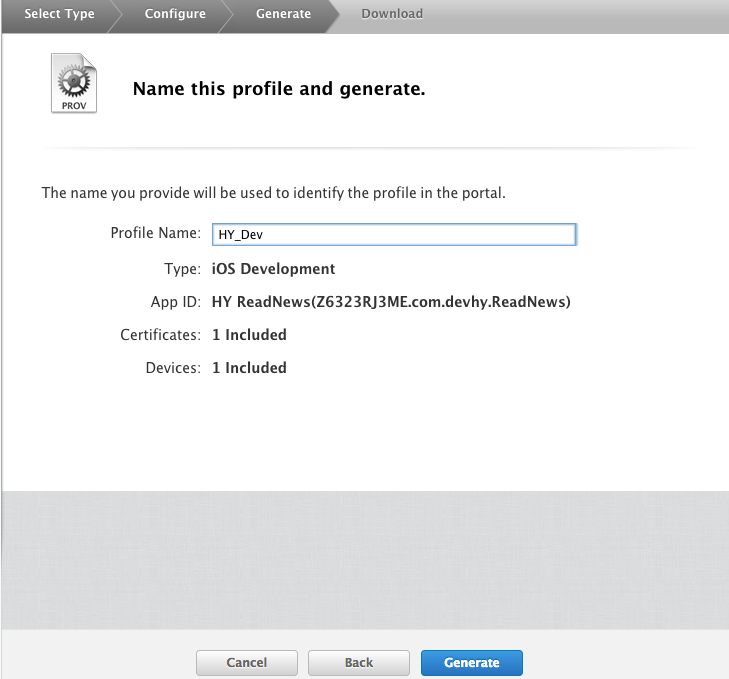 Select Type Configure Generate Download
PROV
Name this profile and generate.
The name you provide will be used to identify the profile in the portal.
Profile Name: HY_Dev
Type: iOS Development
App ID: HY ReadNews(Z6323RJ3ME.com.devhy.ReadNews)
Certificates: 1 Included
Devices: 1 Included
Cancel Back Generate